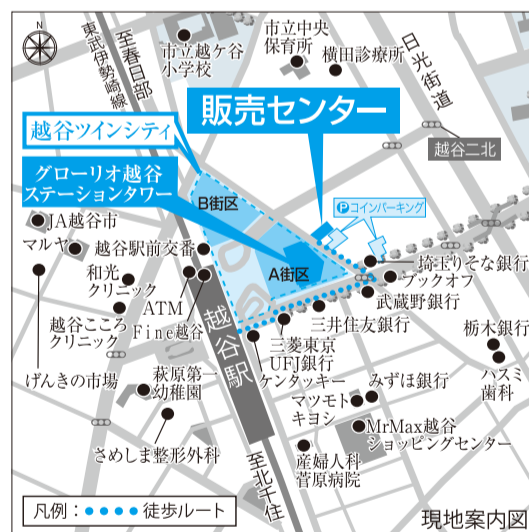 N
東武伊勢崎線
至春日部
市立越ケ谷
小学校
市立中央
保育所
横田診療所
日光街道
越谷ツインシティ
販売センター
越谷二北
グローリオ越谷
ステーションタワー
B街区
Pコインパーキング
JA越谷市
マルヤ
越谷駅前交番
A街区
埼玉りそな銀行
ブックオフ
和光
クリニック
武蔵野銀行
ATM
Fine越谷
越谷こころ
クリニック
三井住友銀行
三菱東京
UFJ銀行
栃木銀行
越谷駅
ケンタッキー
げんきの市場
萩原第一
幼稚園
みずほ銀行
マツモト
キヨシ
ハスミ
歯科
さめしま整形外科
MrMax越谷
ショッピングセンター
産婦人科
菅原病院
至北千住
凡例：徒歩ルート
現地案内図